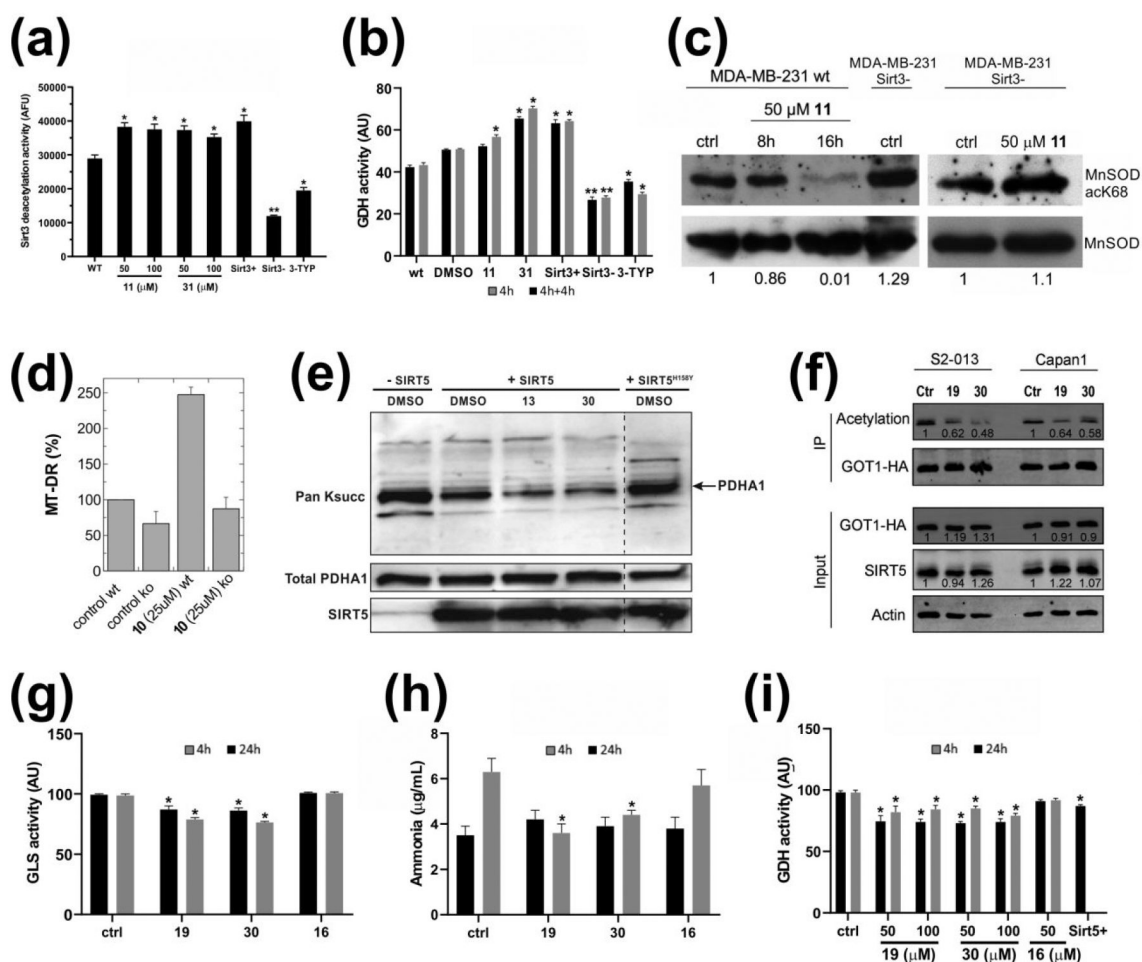 (a)
Sirt3 deacetylation activity (AFU)
50000
40000
30000
20000
10000
0
* * * * * ** *
WT 50 100 50 100 Sirt3+ Sirt3- 3-TYP
11 (µM) 31 (µM)
(b)
GDH activity (AU)
100
80
60
40
20
0
* * * * * ** ** * *
wt DMSO 11 31 Sirt3+ Sirt3- 3-TYP
4h 4h+4h
(c)
MDA-MB-231 wt
MDA-MB-231
Sirt3-
MDA-MB-231
Sirt3-
50 µM 11
ctrl 8h 16h ctrl ctrl 50 µM 11
MnSOD
acK68
MnSOD
1 0.86 0.01 1.29 1 1.1
(d)
MT-DR (%)
250
200
150
100
50
0
control wt
control ko
10 (25uM) wt
10 (25uM) ko
(e)
- SIRT5 + SIRT5 + SIRT5H158Y
DMSO DMSO 13 30 DMSO
Pan Ksucc
PDHA1
Total PDHA1
SIRT5
(f)
S2-013 Capan1
Ctr 19 30 Ctr 19 30
IP
Acetylation
1 0.62 0.48 1 0.64 0.58
GOT1-HA
Input
GOT1-HA
1 1.19 1.31 1 0.91 0.9
SIRT5
1 0.94 1.26 1 1.22 1.07
Actin
(g)
GLS activity (AU)
150
100
50
0
4h 24h
* * * *
ctrl 19 30 16
(h)
Ammonia (µg/mL)
8
6
4
2
0
4h 24h
* *
ctrl 19 30 16
(i)
GDH activity (AU)
150
100
50
0
4h 24h
* * * * * * * * *
ctrl 50 100 50 100 50 Sirt5+
19 (µM) 30 (µM) 16 (µM)